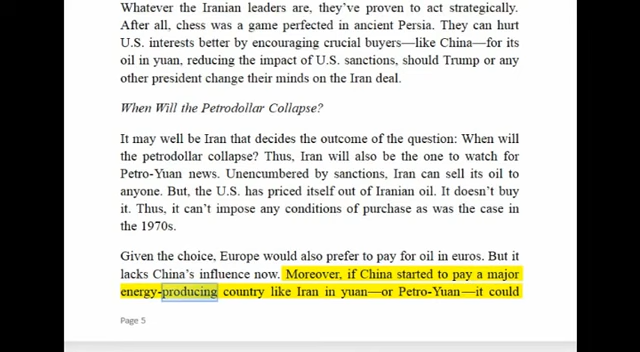 Whatever the Iranian leaders are, they've proven to act strategically.
After all, chess was a game perfected in ancient Persia. They can hurt
U.S. interests better by encouraging crucial buyers—like China—for its
oil in yuan, reducing the impact of U.S. sanctions, should Trump or any
other president change their minds on the Iran deal.
When Will the Petrodollar Collapse?
It may well be Iran that decides the outcome of the question: When will
the petrodollar collapse? Thus, Iran will also be the one to watch for
Petro-Yuan news. Unencumbered by sanctions, Iran can sell its oil to
anyone. But, the U.S. has priced itself out of Iranian oil. It doesn't buy
it. Thus, it can't impose any conditions of purchase as was the case in
the 1970s.
Given the choice, Europe would also prefer to pay for oil in euros. But it
lacks China's influence now. Moreover, if China started to pay a major
energy-producing country like Iran in yuan—or Petro-Yuan—it could
Page 5